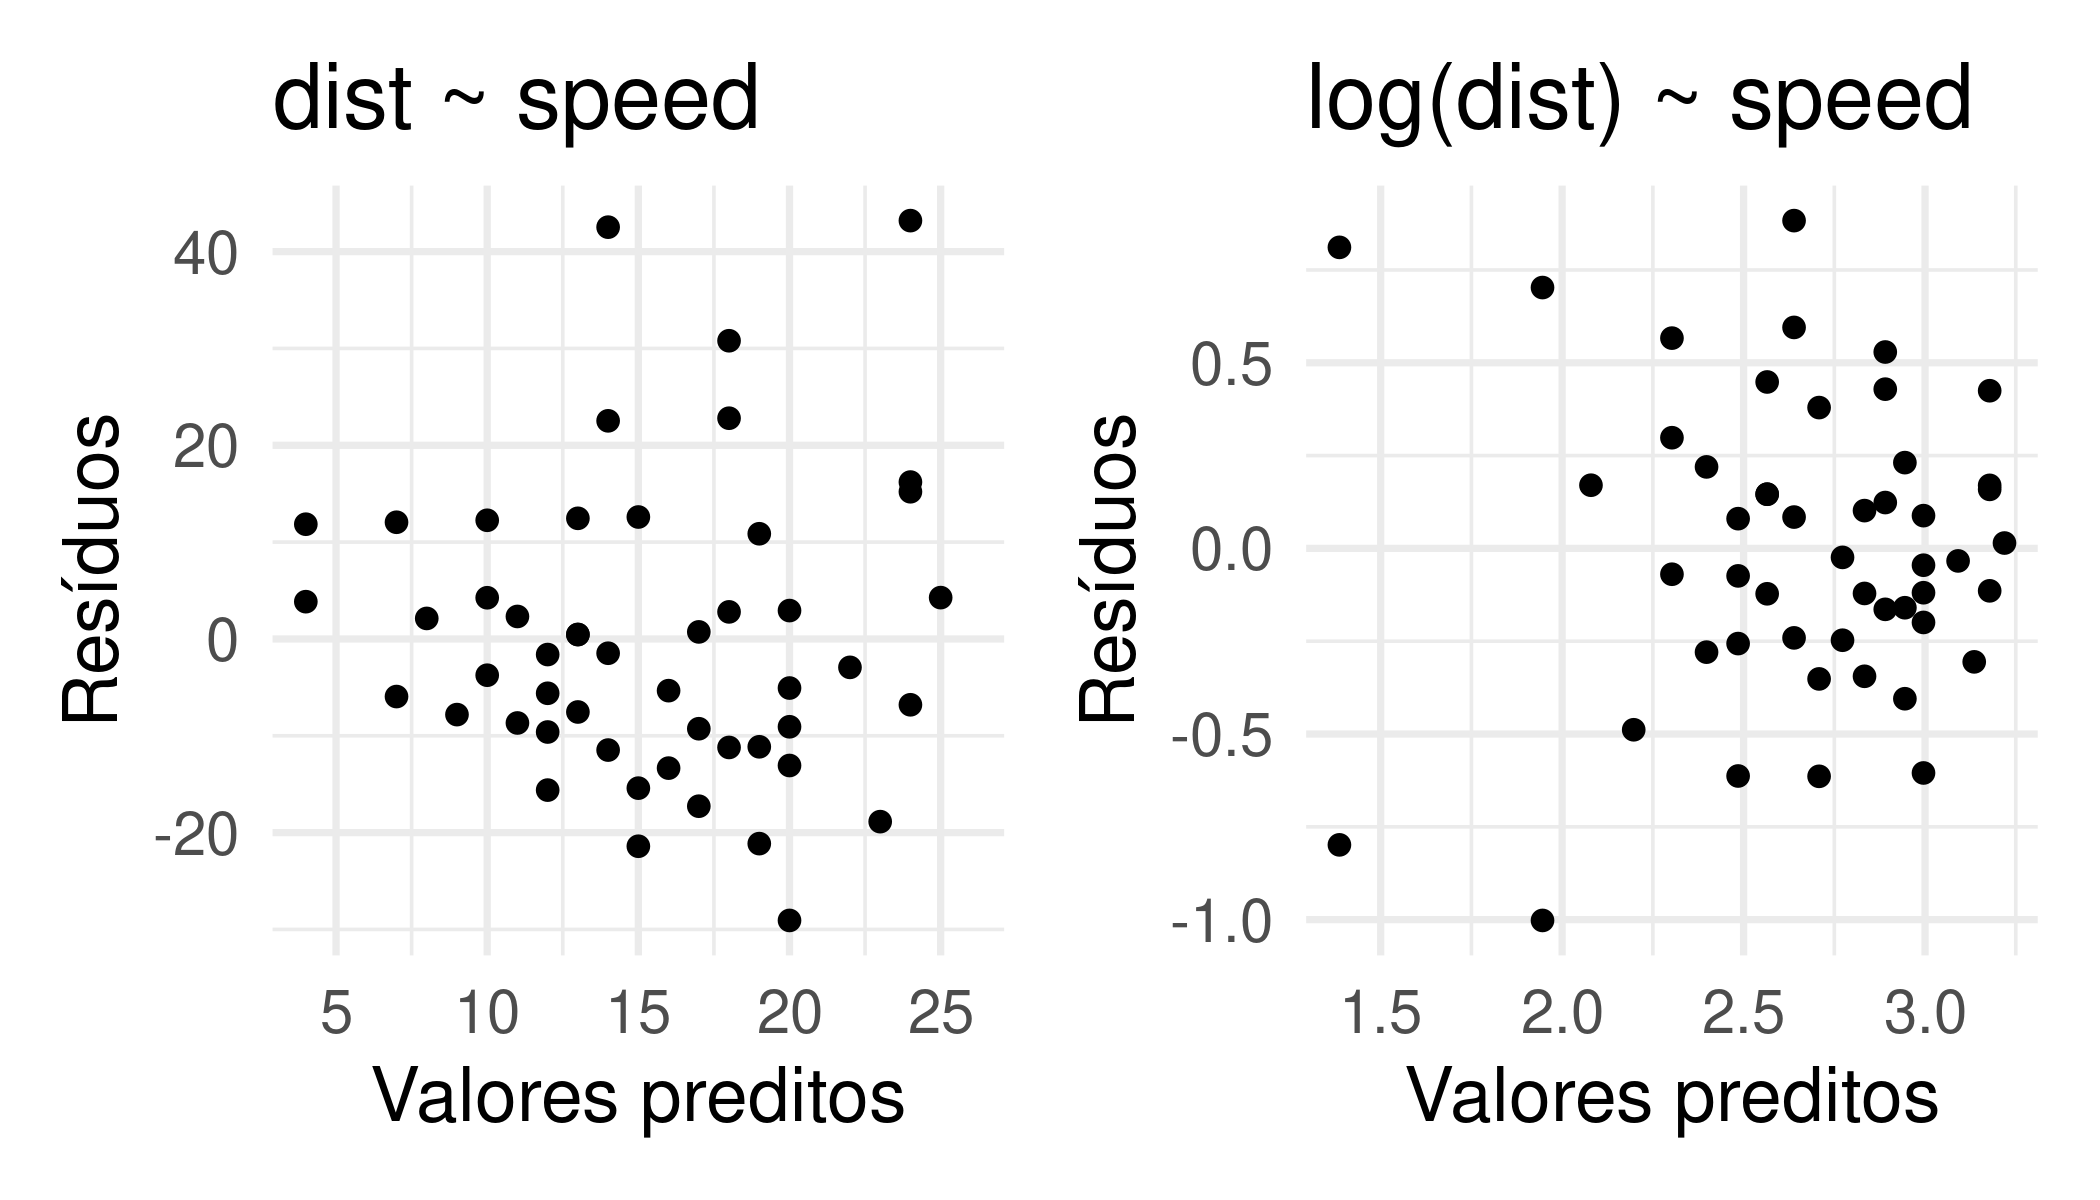 dist ~ speed
40
20
0
-20
Resíduos
5 10 15 20 25
Valores preditos
log(dist) ~ speed
0.5
0.0
-0.5
-1.0
Resíduos
1.5 2.0 2.5 3.0
Valores preditos